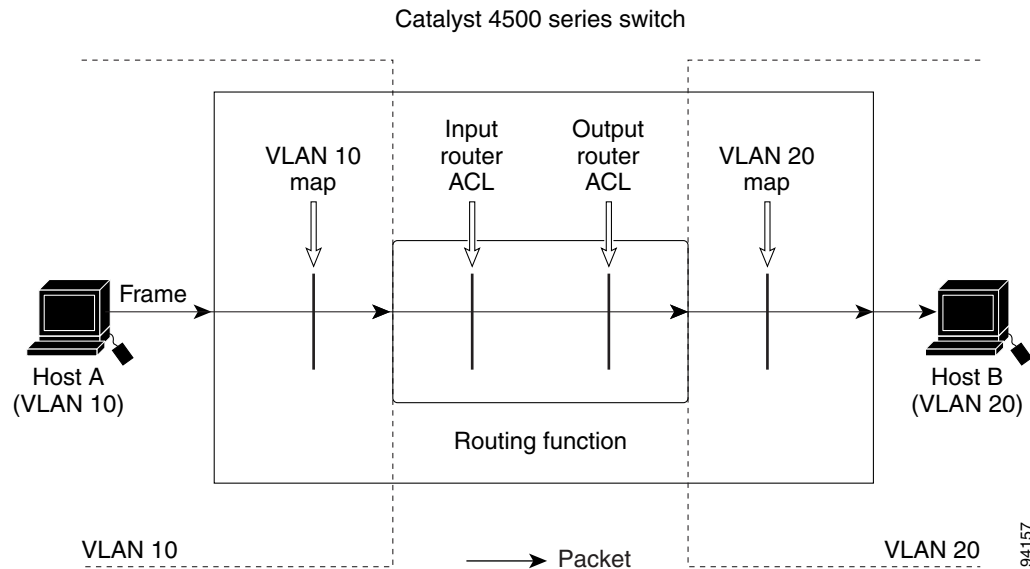 Catalyst 4500 series switch
VLAN 10
map
Input
router
ACL
Output
router
ACL
VLAN 20
map
Frame
Host A
(VLAN 10)
Host B
(VLAN 20)
Routing function
VLAN 10
Packet
VLAN 20
94157